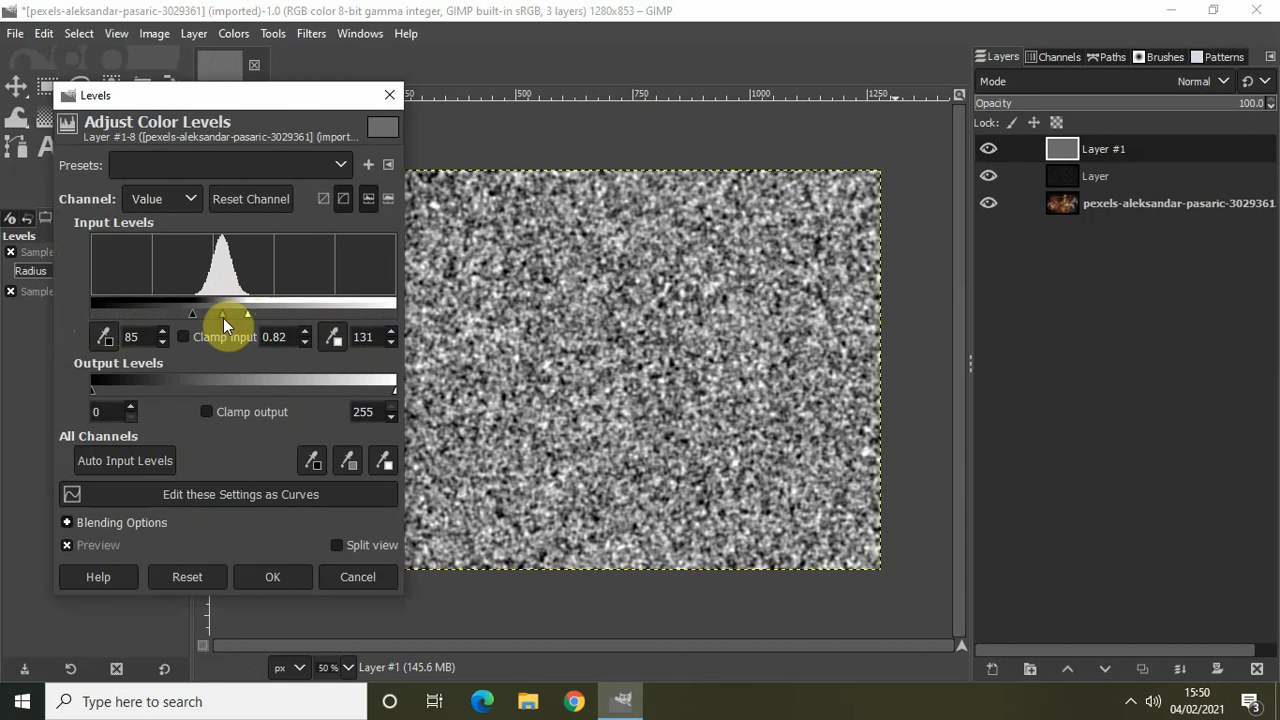 *[pexels-aleksandar-pasaric-3029361] (imported)-1.0 (RGB color 8-bit gamma integer, GIMP built-in sRGB, 3 layers) 1280x853 – GIMP
File Edit Select View Image Layer Colors Tools Filters Windows Help
Layers Channels Paths Brushes Patterns
Mode Normal
Opacity 100.0
Lock:
Layer #1
Layer
pexels-aleksandar-pasaric-3029361
500 750 1000 1250
Levels
Sample
Radius
Sample
Levels
Adjust Color Levels
Layer #1-8 ([pexels-aleksandar-pasaric-3029361] (import...
Presets:
Channel: Value Reset Channel
Input Levels
85 Clamp input 0.82 131
Output Levels
0 Clamp output 255
All Channels
Auto Input Levels
Edit these Settings as Curves
Blending Options
Preview Split view
Help Reset OK Cancel
px 50 % Layer #1 (145.6 MB)
Type here to search
15:50
04/02/2021
3